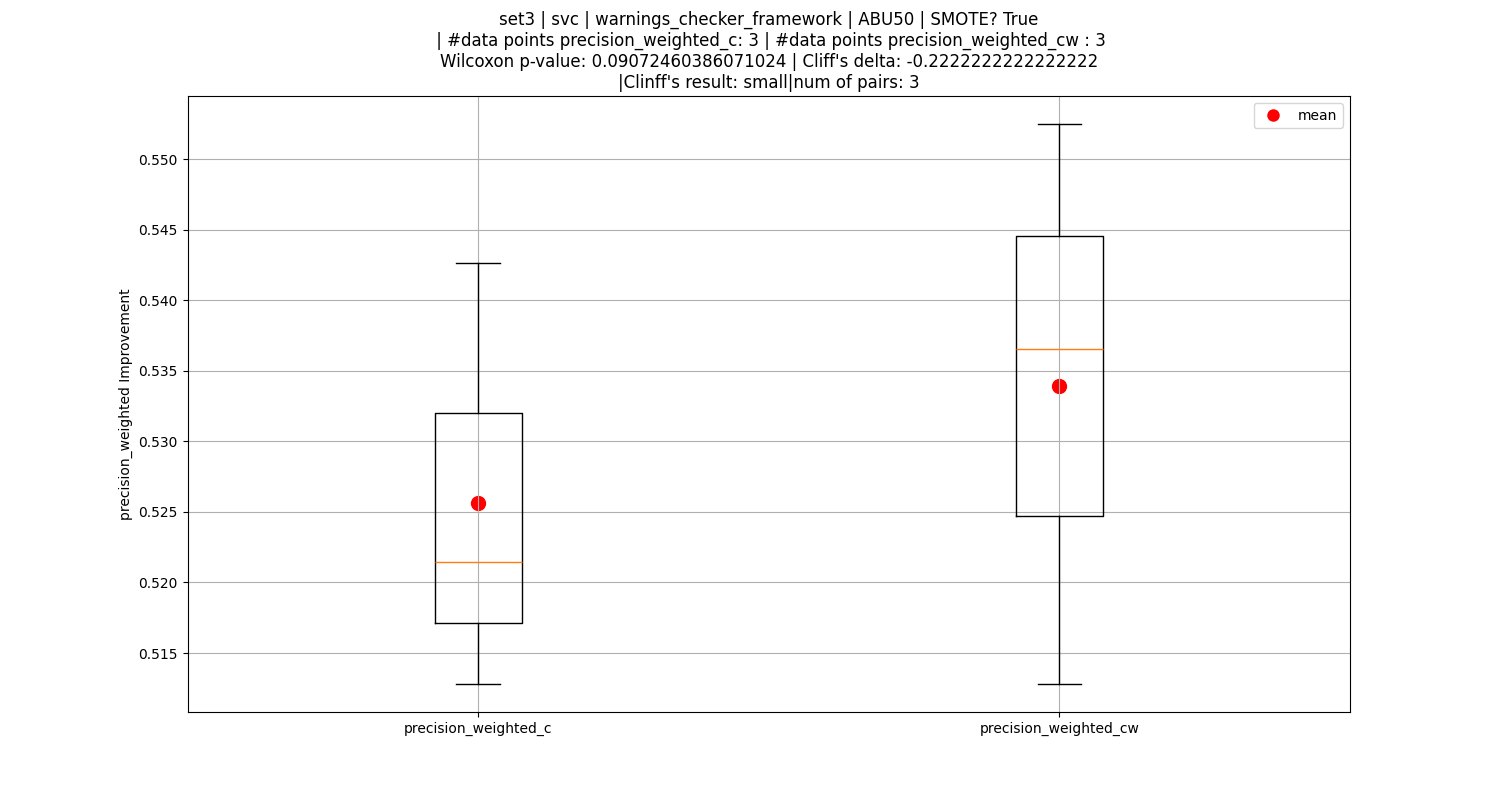 set3 | svc | warnings_checker_framework | ABU50 | SMOTE? True
| #data points precision_weighted_c: 3 | #data points precision_weighted_cw : 3
Wilcoxon p-value: 0.09072460386071024 | Cliff's delta: -0.2222222222222222
|Clinff's result: small|num of pairs: 3
mean
0.550
0.545
0.540
0.535
0.530
0.525
0.520
0.515
precision_weighted Improvement
precision_weighted_c
precision_weighted_cw